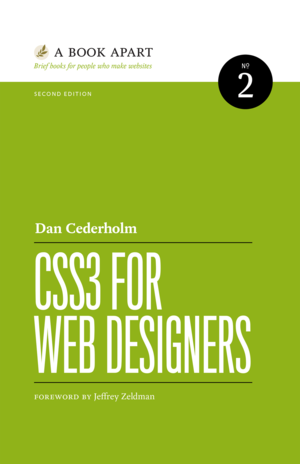 A BOOK APART
Brief books for people who make websites
Nº
2
SECOND EDITION
Dan Cederholm
CSS3 FOR
WEB DESIGNERS
FOREWORD BY Jeffrey Zeldman